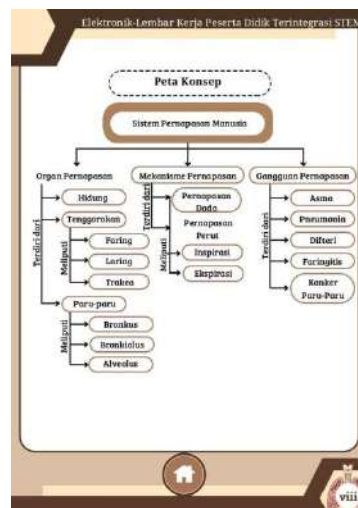 Elektronik-Lembar Kerja Peserta Didik Terintegrasi STEM
Peta Konsep
Sistem Pernapasan Manusia
Organ Pernapasan
Terdiri dari
Hidung
Tenggorokan
Meliputi
Faring
Laring
Trakea
Paru-paru
Meliputi
Bronkus
Bronkiolus
Alveolus
Mekanisme Pernapasan
Terdiri dari
Pernapasan
Dada
Pernapasan
Perut
Meliputi
Inspirasi
Ekspirasi
Gangguan Pernapasan
Terdiri dari
Asma
Pneumonia
Difteri
Faringitis
Kanker
Paru-Paru
viii